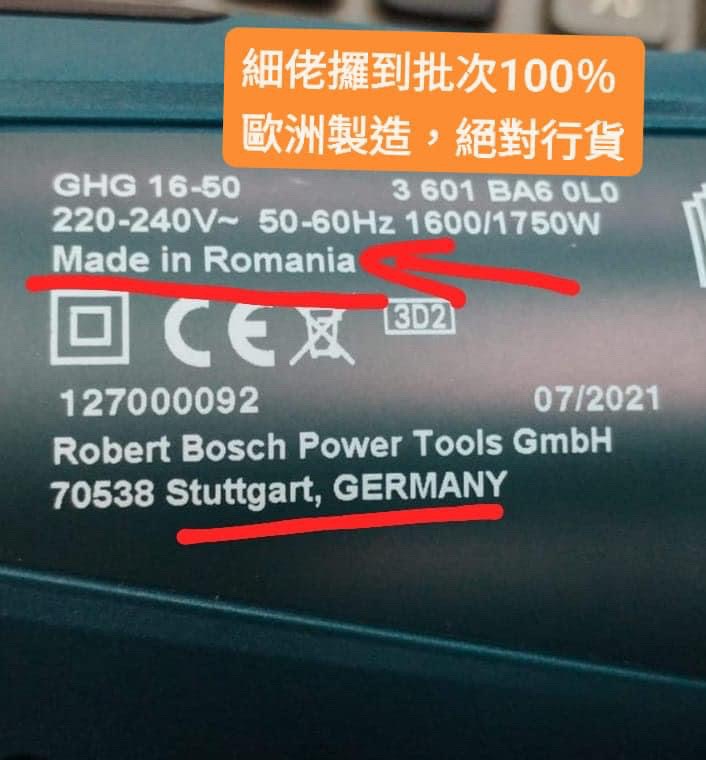 細佬攞到批次100%
歐洲製造，絕對行貨
GHG 16-50 3 601 BA6 0L0
220-240V~ 50-60Hz 1600/1750W
Made in Romania
CE 3D2
127000092 07/2021
Robert Bosch Power Tools GmbH
70538 Stuttgart, GERMANY